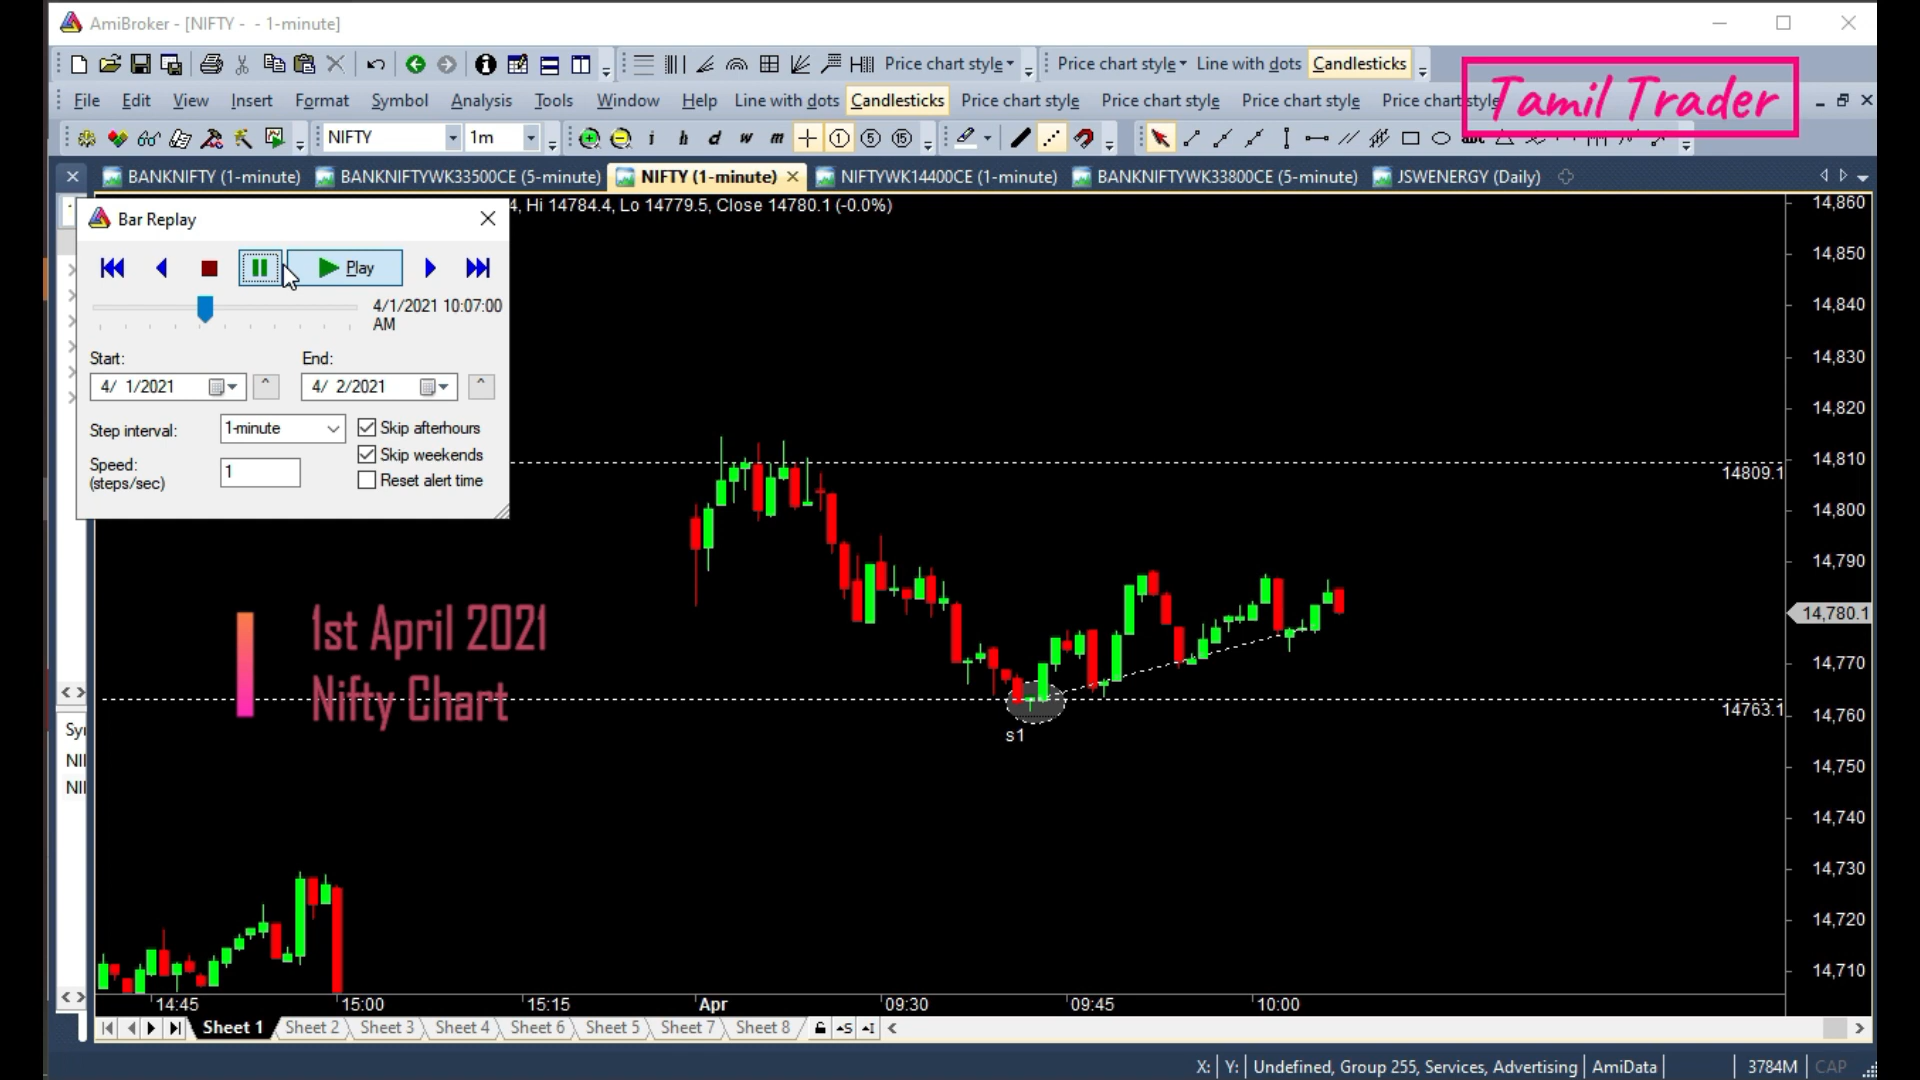 AmiBroker - [NIFTY -  - 1-minute]
Price chart style Price chart style Line with dots Candlesticks
File Edit View Insert Format Symbol Analysis Tools Window Help Line with dots Candlesticks Price chart style Price chart style Price chart style Price chart style
Tamil Trader
NIFTY 1m i h d w m 1 5 15
BANKNIFTY (1-minute) BANKNIFTYWK33500CE (5-minute) NIFTY (1-minute) NIFTYWK14400CE (1-minute) BANKNIFTYWK33800CE (5-minute) JSWENERGY (Daily)
4, Hi 14784.4, Lo 14779.5, Close 14780.1 (-0.0%)
Bar Replay
Play
4/1/2021 10:07:00
AM
Start: End:
4/ 1/2021 4/ 2/2021
Step interval: 1-minute Skip afterhours
Skip weekends
Speed: 1
(steps/sec) Reset alert time
14,860
14,850
14,840
14,830
14,820
14,810
14809.1
14,800
14,790
14,780.1
14,770
14763.1
14,760
14,750
14,740
14,730
14,720
14,710
1st April 2021
Nifty Chart
s1
NII
NII
14:45 15:00 15:15 Apr 09:30 09:45 10:00
Sheet 1 Sheet 2 Sheet 3 Sheet 4 Sheet 6 Sheet 5 Sheet 7 Sheet 8
X: Y: Undefined, Group 255, Services, Advertising AmiData 3784M CAP